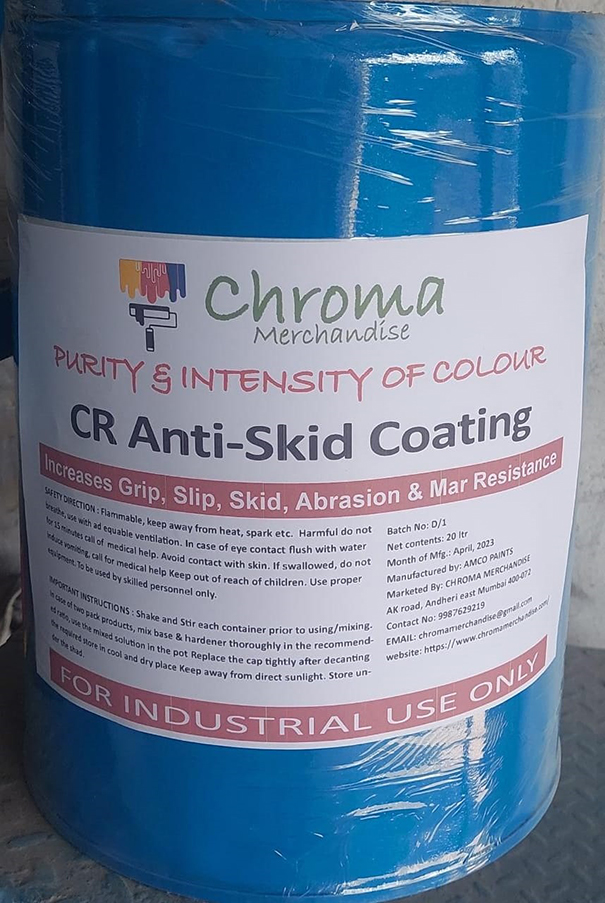 Chroma
Merchandise
PURITY & INTENSITY OF COLOUR
CR Anti-Skid Coating
Increases Grip, Slip, Skid, Abrasion & Mar Resistance
SAFETY DIRECTION : Flammable, keep away from heat, spark etc. Harmful do not
breathe, use with ad equable ventilation. In case of eye contact flush with water
for 15 minutes call of medical help. Avoid contact with skin. If swallowed, do not
induce vomiting, call for medical help Keep out of reach of children. Use proper
equipment. To be used by skilled personnel only.
IMPORTANT INSTRUCTIONS : Shake and Stir each container prior to using/mixing.
In case of two pack products, mix base & hardener thoroughly in the recommend-
ed ratio, use the mixed solution in the pot Replace the cap tightly after decanting
the required store in cool and dry place Keep away from direct sunlight. Store un-
der the shad.
Batch No: D/1
Net contents: 20 ltr
Month of Mfg.: April, 2023
Manufactured by: AMCO PAINTS
Marketed By: CHROMA MERCHANDISE
AK road, Andheri east Mumbai 400-072
Contact No: 9987629219
EMAIL: chromamerchandise@gmail.com
website: https://www.chromamerchandise.com/
FOR INDUSTRIAL USE ONLY